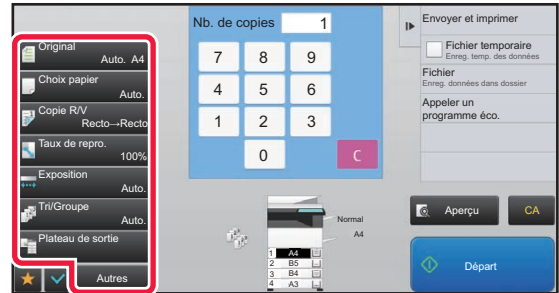 Original
Auto. A4
Choix papier
Auto.
Copie R/V
Recto→Recto
Taux de repro.
100%
Exposition
Auto.
Tri/Groupe
Auto.
Plateau de sortie
Autres
Nb. de copies 1
7 8 9
4 5 6
1 2 3
0 C
Normal
A4
1 A4
2 B5
3 B4
4 A3
Envoyer et imprimer
Fichier temporaire
Enreg. temp. des données
Fichier
Enreg. données dans dossier
Appeler un
programme éco.
Aperçu CA
Départ